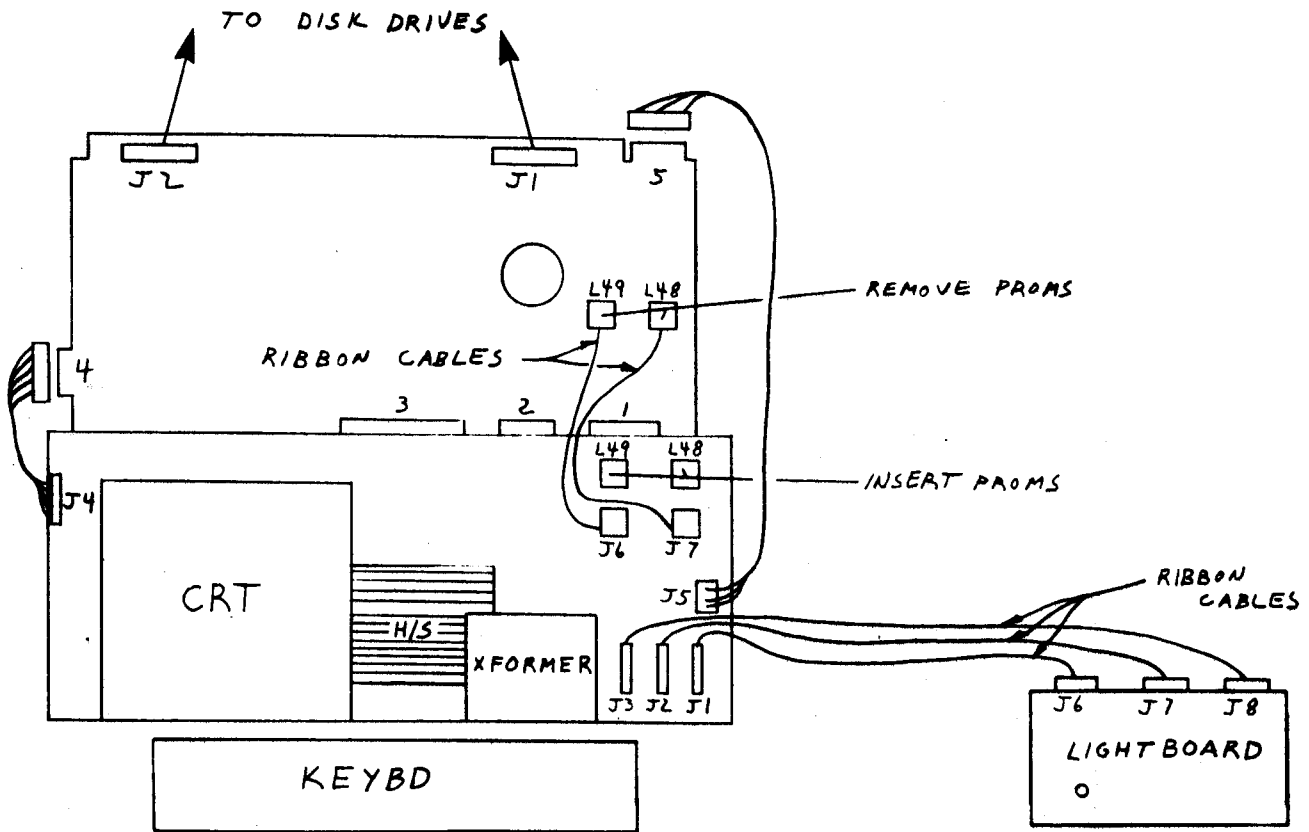 TO DISK DRIVES
J2
J1
5
L49
L48
REMOVE PROMS
RIBBON CABLES
4
3
2
1
L49
L48
INSERT PROMS
J4
J6
J7
CRT
J5
RIBBON
CABLES
H/S
XFORMER
J3
J2
J1
J6
J7
J8
LIGHTBOARD
KEYBD